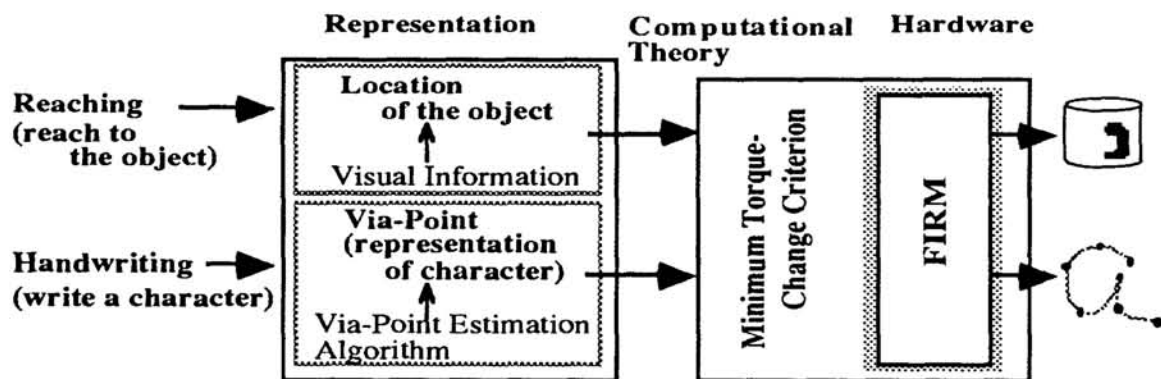 Representation
Computational
Theory
Hardware
Reaching
(reach to
the object)
Location
of the object
Visual Information
Handwriting
(write a character)
Via-Point
(representation
of character)
Via-Point Estimation
Algorithm
Minimum Torque-
Change Criterion
FIRM